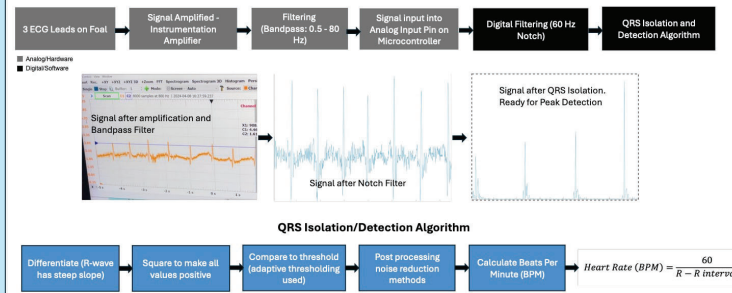 3 ECG Leads on Foal
Signal Amplified -
Instrumentation
Amplifier
Filtering
(Bandpass: 0.5 - 80
Hz)
Signal input into
Analog Input Pin on
Microcontroller
Digital Filtering (60 Hz
Notch)
QRS Isolation and
Detection Algorithm
Analog/Hardware
Digital/Software
Signal after amplification and
Bandpass Filter
Signal after Notch Filter
Signal after QRS Isolation.
Ready for Peak Detection
QRS Isolation/Detection Algorithm
Differentiate (R-wave
has steep slope)
Square to make all
values positive
Compare to threshold
(adaptive thresholding
used)
Post processing
noise reduction
methods
Calculate Beats Per
Minute (BPM)
Heart Rate (BPM) = 60
R − R interva